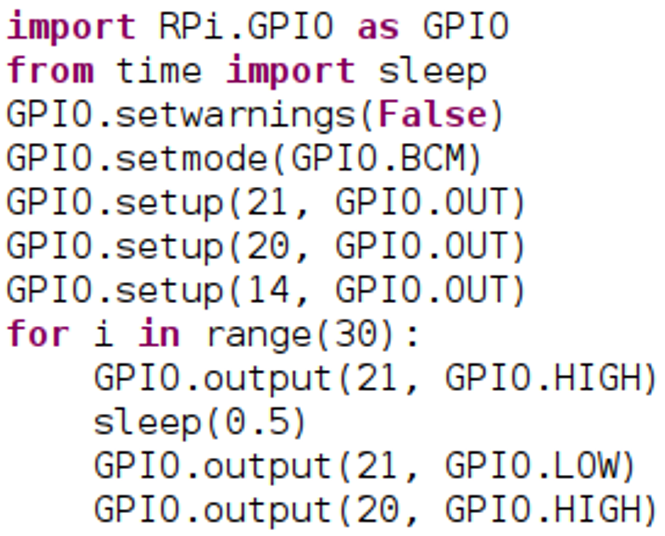 import RPi.GPIO as GPIO
from time import sleep
GPIO.setwarnings(False)
GPIO.setmode(GPIO.BCM)
GPIO.setup(21, GPIO.OUT)
GPIO.setup(20, GPIO.OUT)
GPIO.setup(14, GPIO.OUT)
for i in range(30):
    GPIO.output(21, GPIO.HIGH)
    sleep(0.5)
    GPIO.output(21, GPIO.LOW)
    GPIO.output(20, GPIO.HIGH)